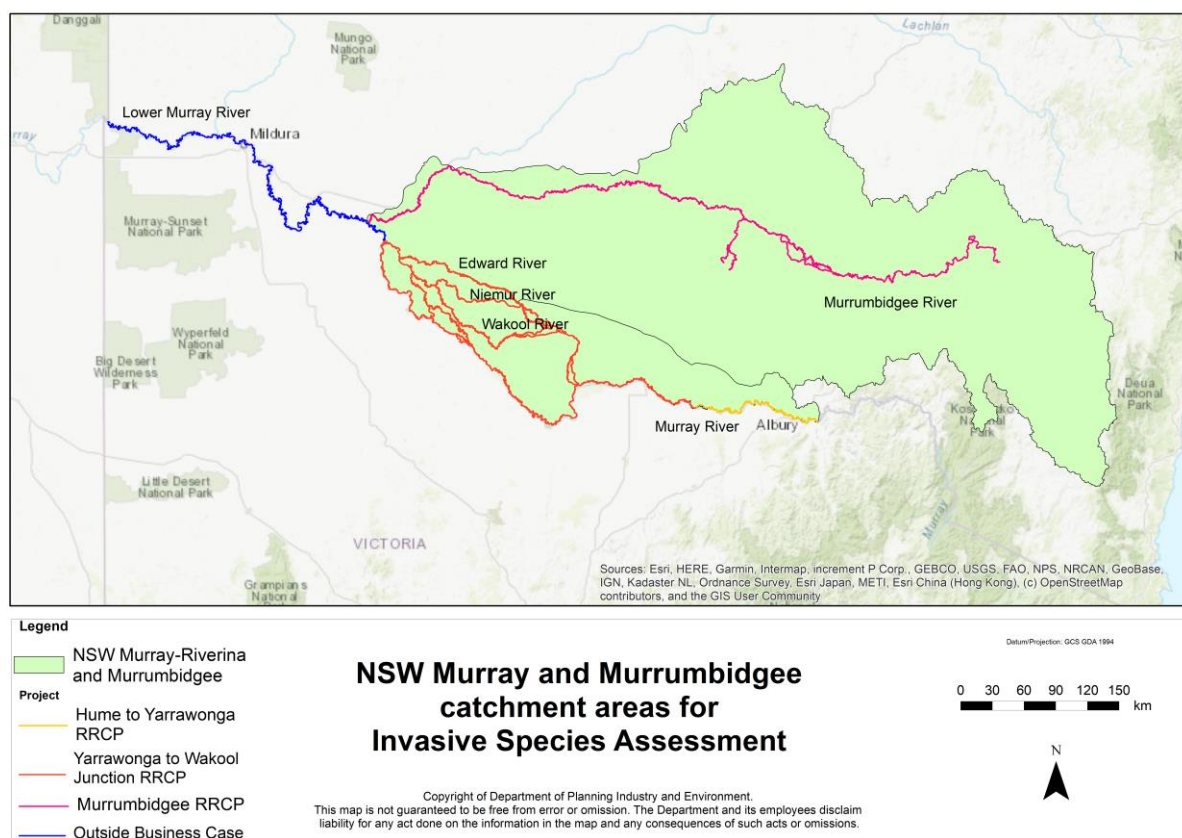 Danggali
Mungo
National
Park
Lachlan
Lower Murray River
Mildura
Murray-Sunset
National Park
Edward River
Niemur River
Wakool River
Murrumbidgee River
Wyperfeld
National
Park
Big Desert
Wilderness
Park
Deua
National
Park
National
Park
Murray River
Albury
Little Desert
National Park
Murray
VICTORIA
Grampians
National
Sources: Esri, HERE, Garmin, Intermap, increment P Corp., GEBCO, USGS, FAO, NPS, NRCAN, GeoBase,
IGN, Kadaster NL, Ordnance Survey, Esri Japan, METI, Esri China (Hong Kong), (c) OpenStreetMap
contributors, and the GIS User Community
Legend
NSW Murray-Riverina
and Murrumbidgee
Project
Hume to Yarrawonga
RRCP
Yarrawonga to Wakool
Junction RRCP
Murrumbidgee RRCP
Outside Business Case
NSW Murray and Murrumbidgee
catchment areas for
Invasive Species Assessment
Copyright of Department of Planning Industry and Environment.
This map is not guaranteed to be free from error or omission. The Department and its employees disclaim
liability for any act done on the information in the map and any consequences of such acts or omissions.
Datum/Projection: GCS GDA 1994
0 30 60 90 120 150
km
N